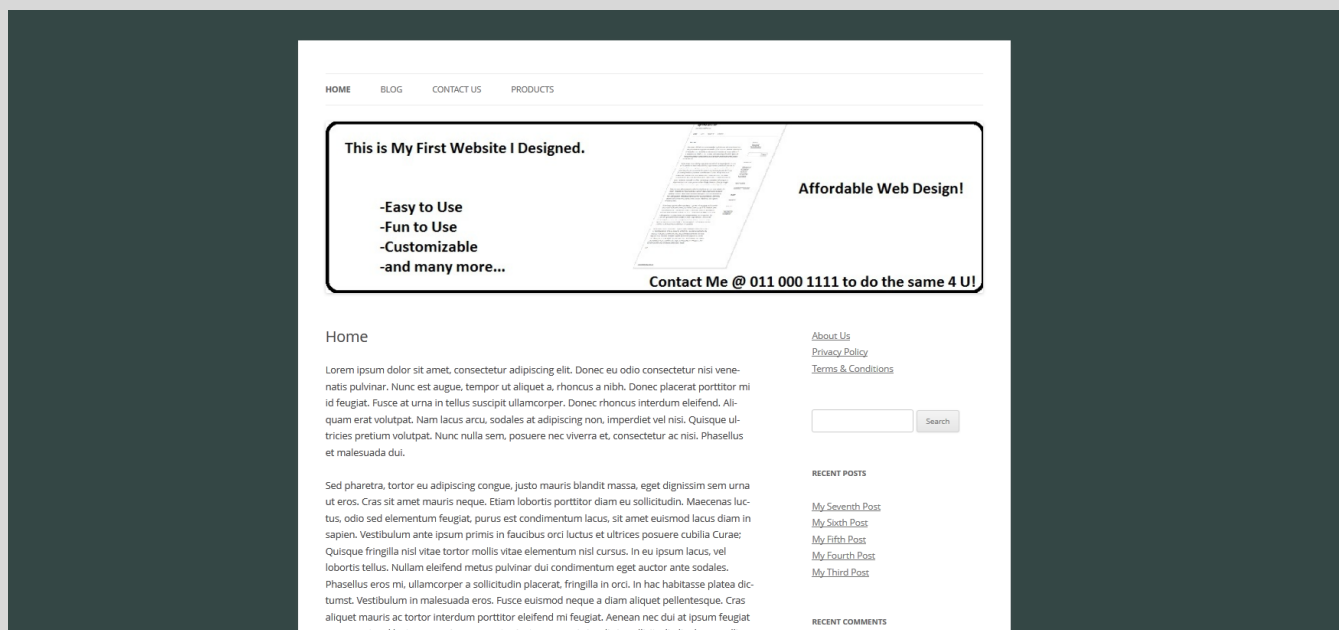 HOME BLOG CONTACT US PRODUCTS
This is My First Website I Designed.
-Easy to Use
-Fun to Use
-Customizable
-and many more...
Affordable Web Design!
Contact Me @ 011 000 1111 to do the same 4 U!
Home
Lorem ipsum dolor sit amet, consectetur adipiscing elit. Donec eu odio consectetur nisi vene-
natis pulvinar. Nunc est augue, tempor ut aliquet a, rhoncus a nibh. Donec placerat porttitor mi
id feugiat. Fusce at urna in tellus suscipit ullamcorper. Donec rhoncus interdum eleifend. Ali-
quam erat volutpat. Nam lacus arcu, sodales at adipiscing non, imperdiet vel nisi. Quisque ul-
tricies pretium volutpat. Nunc nulla sem, posuere nec viverra et, consectetur ac nisi. Phasellus
et malesuada dui.
Sed pharetra, tortor eu adipiscing congue, justo mauris blandit massa, eget dignissim sem urna
ut eros. Cras sit amet mauris neque. Etiam lobortis porttitor diam eu sollicitudin. Maecenas luc-
tus, odio sed elementum feugiat, purus est condimentum lacus, sit amet euismod lacus diam in
sapien. Vestibulum ante ipsum primis in faucibus orci luctus et ultrices posuere cubilia Curae;
Quisque fringilla nisl vitae tortor mollis vitae elementum nisl cursus. In eu ipsum lacus, vel
lobortis tellus. Nullam eleifend metus pulvinar dui condimentum eget auctor ante sodales.
Phasellus eros mi, ullamcorper a sollicitudin placerat, fringilla in orci. In hac habitasse platea dic-
tumst. Vestibulum in malesuada eros. Fusce euismod neque a diam aliquet pellentesque. Cras
aliquet mauris ac tortor interdum porttitor eleifend mi feugiat. Aenean nec dui at ipsum feugiat
About Us
Privacy Policy
Terms & Conditions
Search
RECENT POSTS
My Seventh Post
My Sixth Post
My Fifth Post
My Fourth Post
My Third Post
RECENT COMMENTS